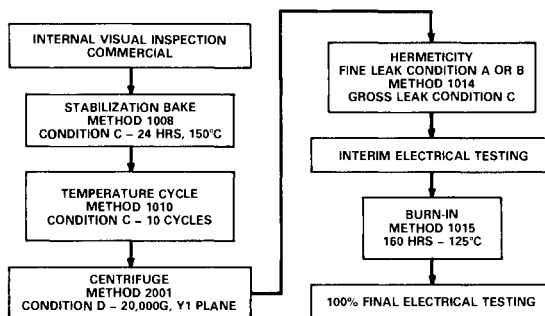 INTERNAL VISUAL INSPECTION
COMMERCIAL
STABILIZATION BAKE
METHOD 1008
CONDITION C – 24 HRS, 150°C
TEMPERATURE CYCLE
METHOD 1010
CONDITION C – 10 CYCLES
CENTRIFUGE
METHOD 2001
CONDITION D – 20,000G, Y1 PLANE
HERMETICITY
FINE LEAK CONDITION A OR B
METHOD 1014
GROSS LEAK CONDITION C
INTERIM ELECTRICAL TESTING
BURN-IN
METHOD 1015
160 HRS – 125°C
100% FINAL ELECTRICAL TESTING